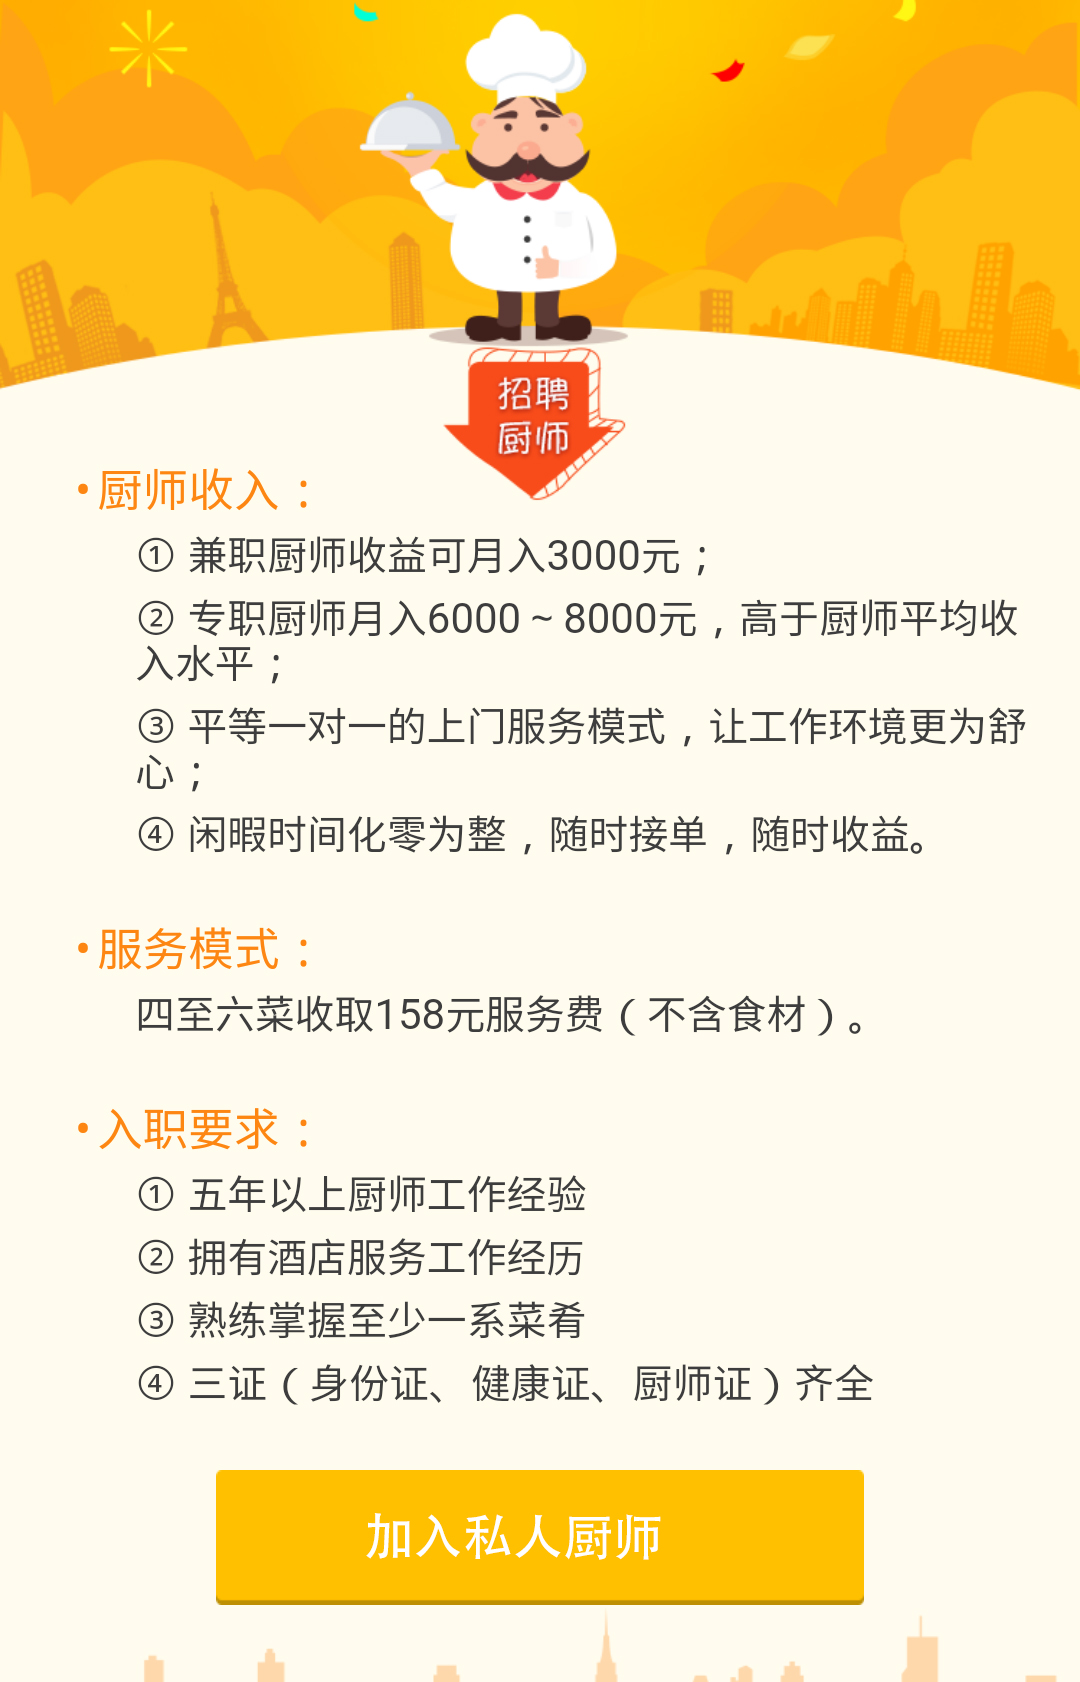 招聘
厨师
•厨师收入：
① 兼职厨师收益可月入3000元；
② 专职厨师月入6000 ~ 8000元，高于厨师平均收
入水平；
③ 平等一对一的上门服务模式，让工作环境更为舒
心；
④ 闲暇时间化零为整，随时接单，随时收益。
•服务模式：
四至六菜收取158元服务费（不含食材）。
•入职要求：
① 五年以上厨师工作经验
② 拥有酒店服务工作经历
③ 熟练掌握至少一系菜肴
④ 三证（身份证、健康证、厨师证）齐全
加入私人厨师